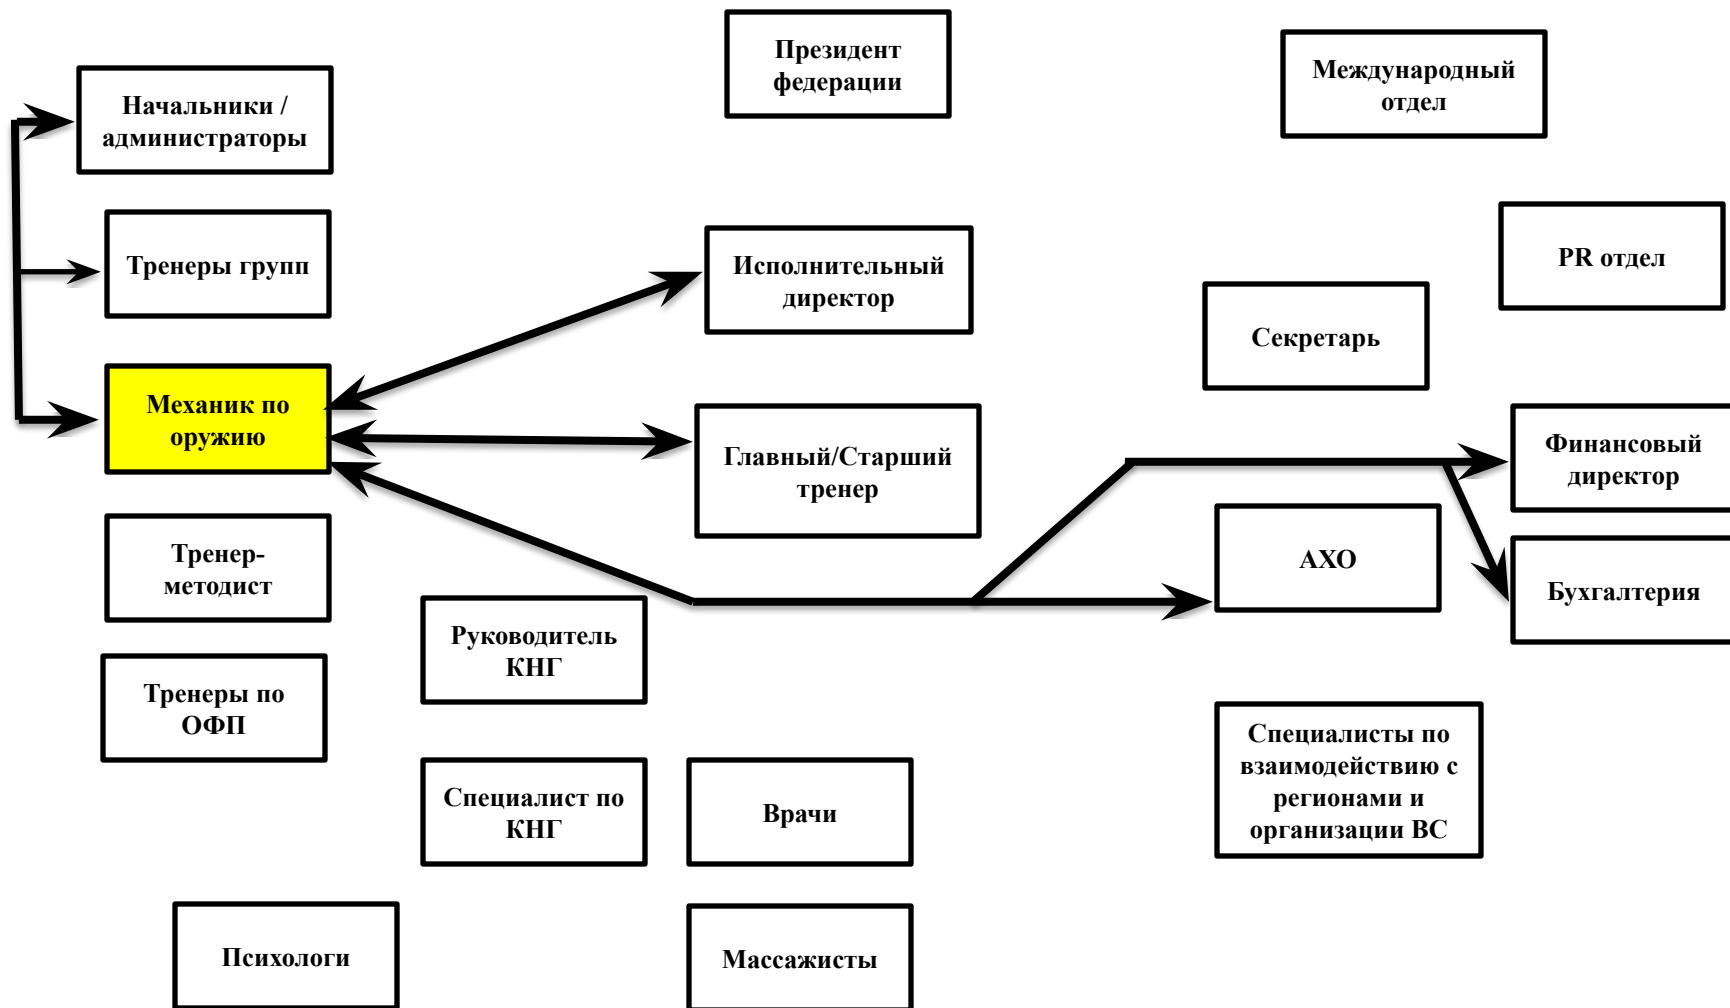 Президент
федерации
Международный
отдел
Начальники /
администраторы
Тренеры групп
Исполнительный
директор
PR отдел
Секретарь
Механик по
оружию
Главный/Старший
тренер
Финансовый
директор
Тренер-
методист
АХО
Бухгалтерия
Руководитель
КНГ
Тренеры по
ОФП
Специалисты по
взаимодействию с
регионами и
организации ВС
Специалист по
КНГ
Врачи
Психологи
Массажисты